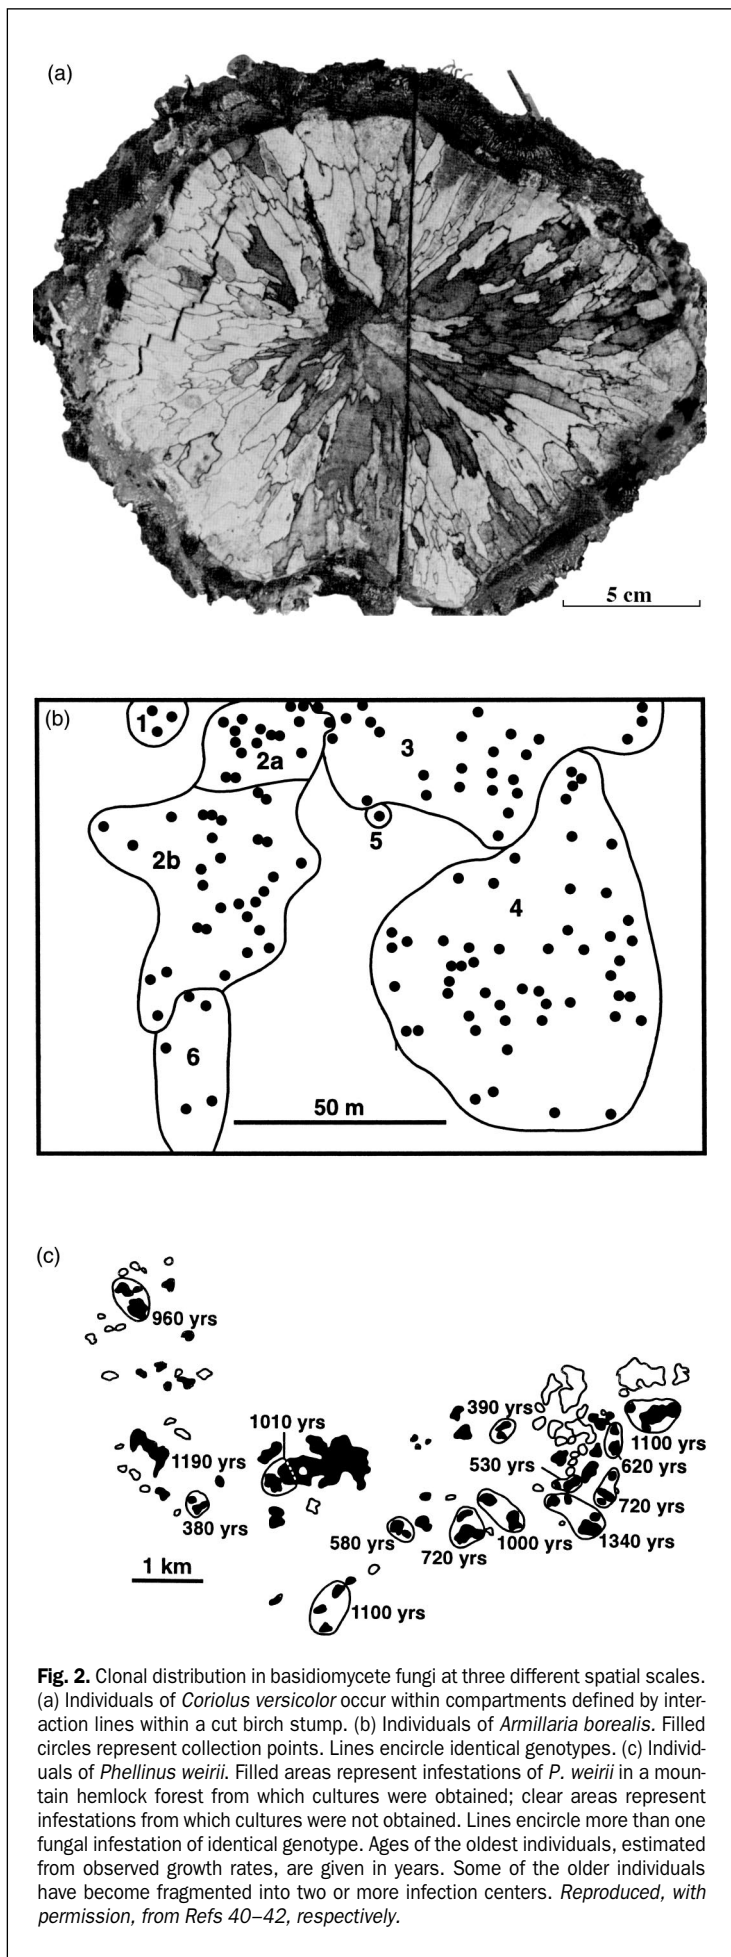 (a)
5 cm
(b)
1
2a
3
5
2b
4
6
50 m
(c)
960 yrs
390 yrs
1010 yrs
1100 yrs
1190 yrs
530 yrs
620 yrs
720 yrs
380 yrs
580 yrs
1000 yrs
1340 yrs
720 yrs
1 km
1100 yrs
Fig. 2. Clonal distribution in basidiomycete fungi at three different spatial scales.
(a) Individuals of Coriolus versicolor occur within compartments defined by inter-
action lines within a cut birch stump. (b) Individuals of Armillaria borealis. Filled
circles represent collection points. Lines encircle identical genotypes. (c) Individ-
uals of Phellinus weirii. Filled areas represent infestations of P. weirii in a moun-
tain hemlock forest from which cultures were obtained; clear areas represent
infestations from which cultures were not obtained. Lines encircle more than one
fungal infestation of identical genotype. Ages of the oldest individuals, estimated
from observed growth rates, are given in years. Some of the older individuals
have become fragmented into two or more infection centers. Reproduced, with
permission, from Refs 40–42, respectively.